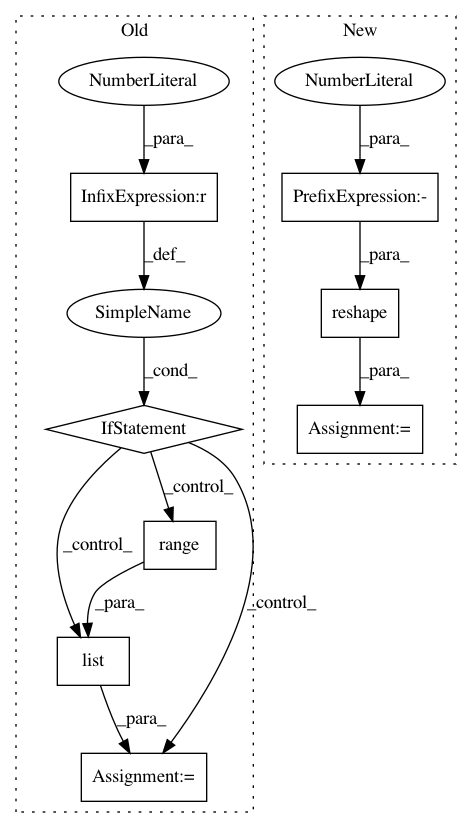 Old
NumberLiteral
_para_
InfixExpression:r
_def_
SimpleName
_cond_
IfStatement
_control_
range
_control_
_control_
_para_
list
_para_
Assignment:=
New
NumberLiteral
_para_
PrefixExpression:-
_para_
reshape
_para_
Assignment:=